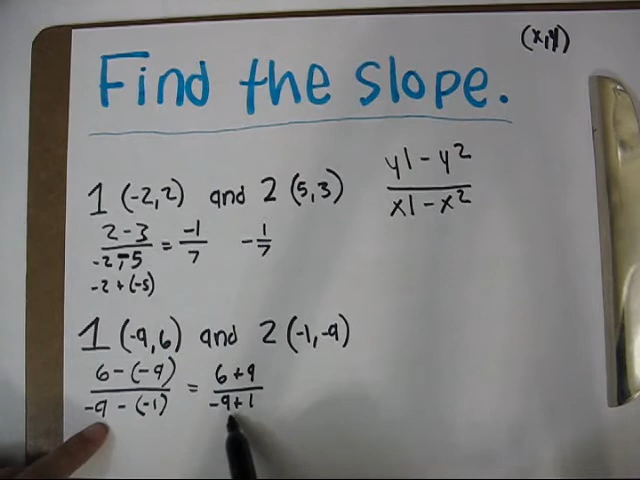 (x,y)
Find the slope.
1 (-2,2) and 2 (5,3)
y1 - y2
x1 - x2
2 - 3
-2 - 5
= -1
7
- 1
7
-2 + (-5)
1 (-9,6) and 2 (-1,-9)
6 - (-9)
-9 - (-1)
= 6 + 9
-9 + 1